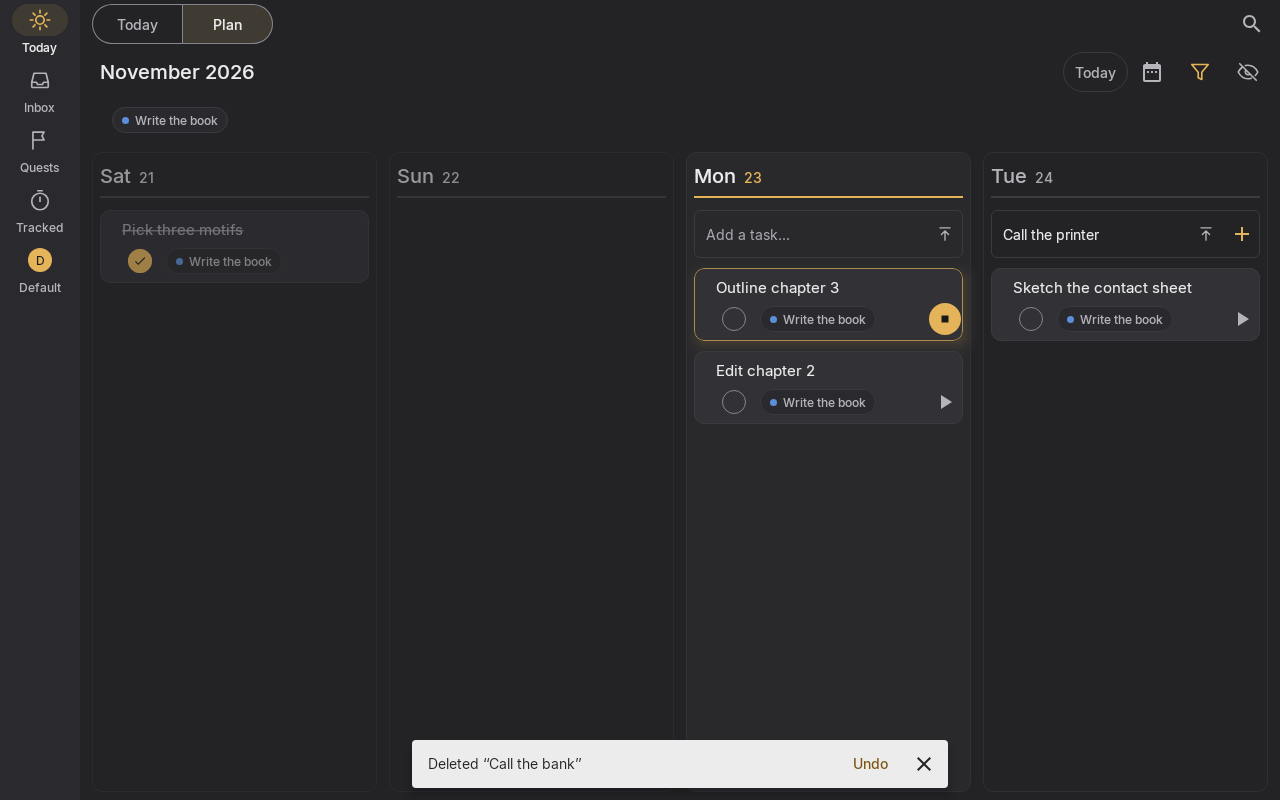 Today
Inbox
Quests
Tracked
D
Default
Today
Plan
November 2026
Today
Write the book
Sat 21
Pick three motifs
Write the book
Sun 22
Mon 23
Add a task...
Outline chapter 3
Write the book
Edit chapter 2
Write the book
Tue 24
Call the printer
Sketch the contact sheet
Write the book
Deleted “Call the bank”
Undo